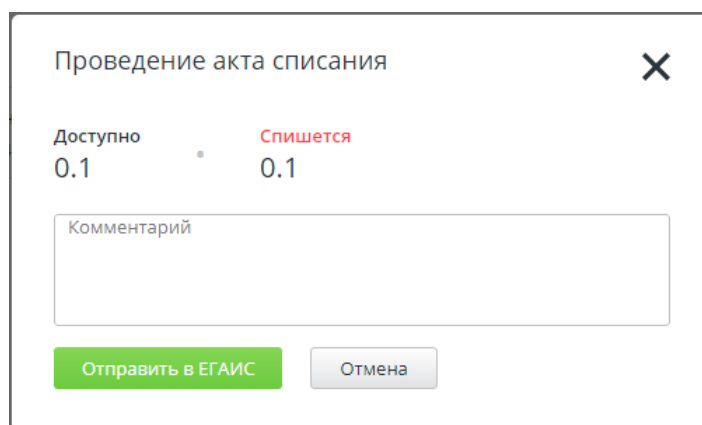 Проведение акта списания
Доступно Спишется
0.1 0.1
Комментарий
Отправить в ЕГАИС Отмена